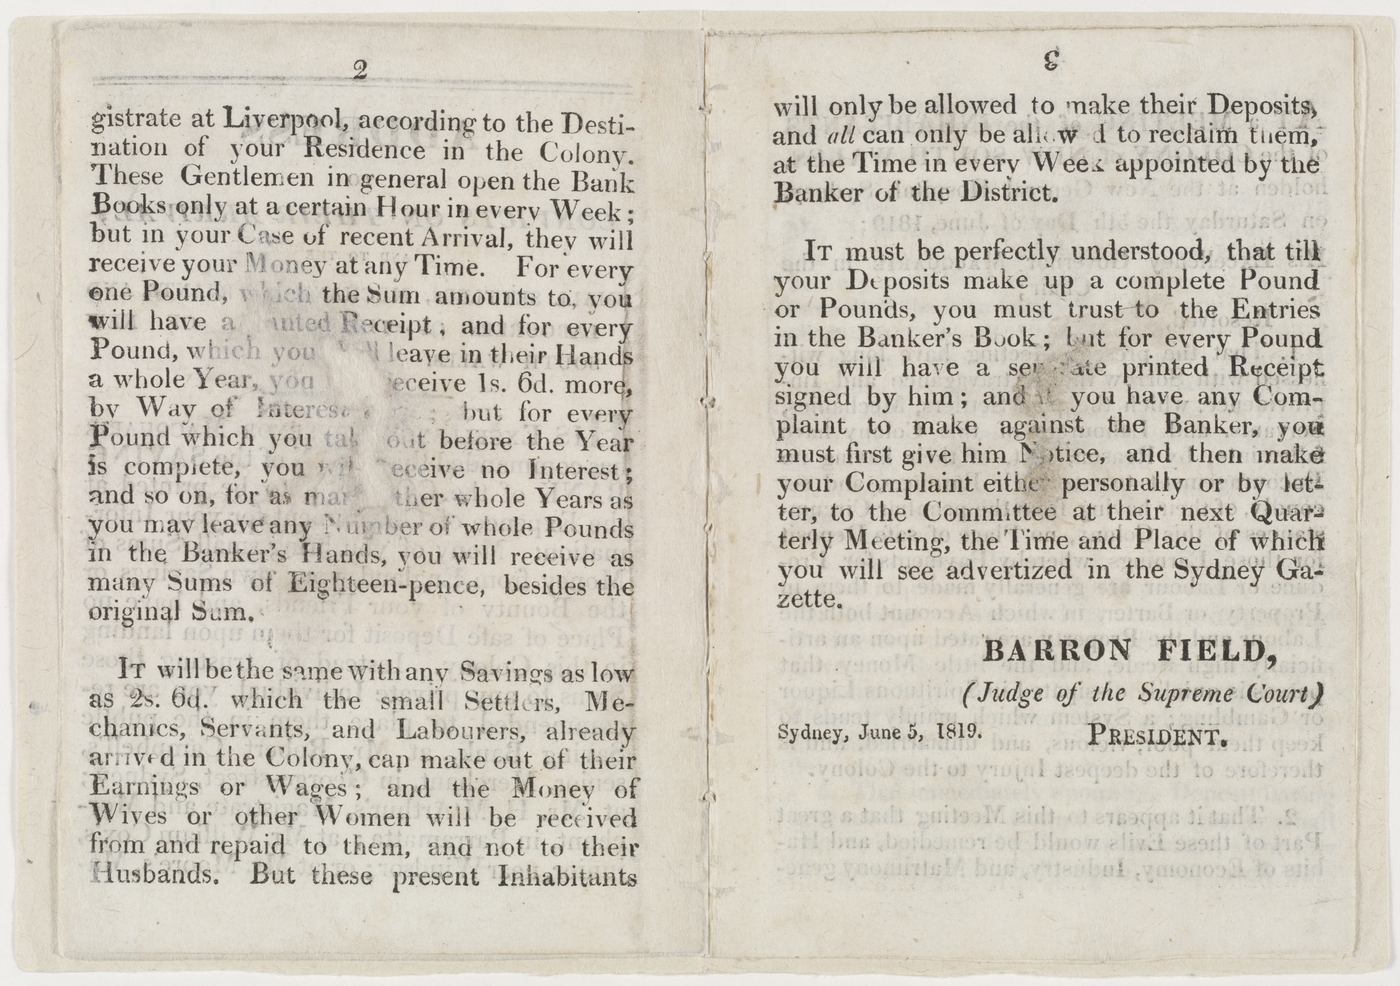 2
gistrate at Liverpool, according to the Desti-
nation of your Residence in the Colony.
These Gentlemen in general open the Bank
Books only at a certain Hour in every Week;
but in your Case of recent Arrival, they will
receive your Money at any Time. For every
one Pound, which the Sum amounts to, you
will have a Receipt, and for every
Pound, which you leave in their Hands
a whole Year, you receive 1s. 6d. more,
by Way of Interest but for every
Pound which you out before the Year
is complete, you receive no Interest;
and so on, for as whole Years as
you may leave any Number of whole Pounds
in the Banker's Hands, you will receive as
many Sums of Eighteen-pence, besides the
original Sum.
IT will be the same with any Savings as low
as 2s. 6d. which the small Settlers, Me-
chanics, Servants, and Labourers, already
arrived in the Colony, can make out of their
Earnings or Wages; and the Money of
Wives or other Women will be received
from and repaid to them, and not to their
Husbands. But these present Inhabitants
3
will only be allowed to make their Deposits,
and all can only be allowed to reclaim them,
at the Time in every Week appointed by the
Banker of the District.
IT must be perfectly understood, that till
your Deposits make up a complete Pound
or Pounds, you must trust to the Entries
in the Banker's Book; but for every Pound
you will have a separate printed Receipt
signed by him; and if you have any Com-
plaint to make against the Banker, you
must first give him Notice, and then make
your Complaint either personally or by let-
ter, to the Committee at their next Quar-
terly Meeting, the Time and Place of which
you will see advertized in the Sydney Ga-
zette.
BARRON FIELD,
(Judge of the Supreme Court)
Sydney, June 5, 1819. PRESIDENT.